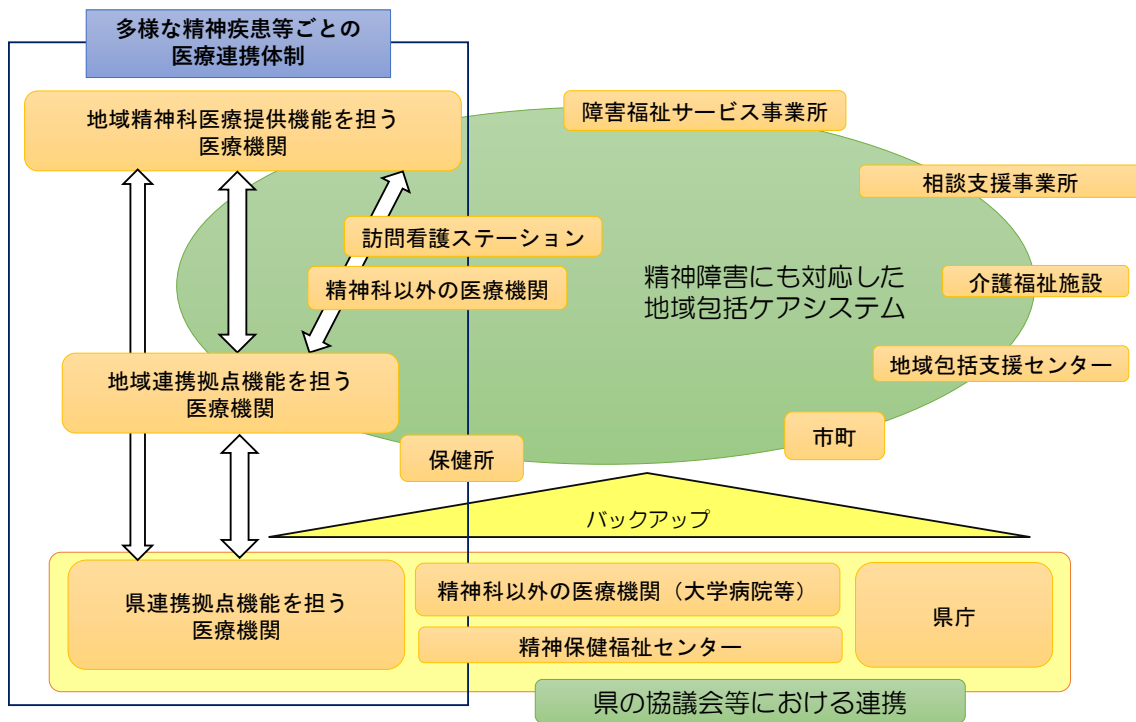 多様な精神疾患等ごとの
医療連携体制
地域精神科医療提供機能を担う
医療機関
障害福祉サービス事業所
相談支援事業所
訪問看護ステーション
精神科以外の医療機関
精神障害にも対応した
地域包括ケアシステム
介護福祉施設
地域連携拠点機能を担う
医療機関
地域包括支援センター
市町
保健所
バックアップ
県連携拠点機能を担う
医療機関
精神科以外の医療機関（大学病院等）
精神保健福祉センター
県庁
県の協議会等における連携